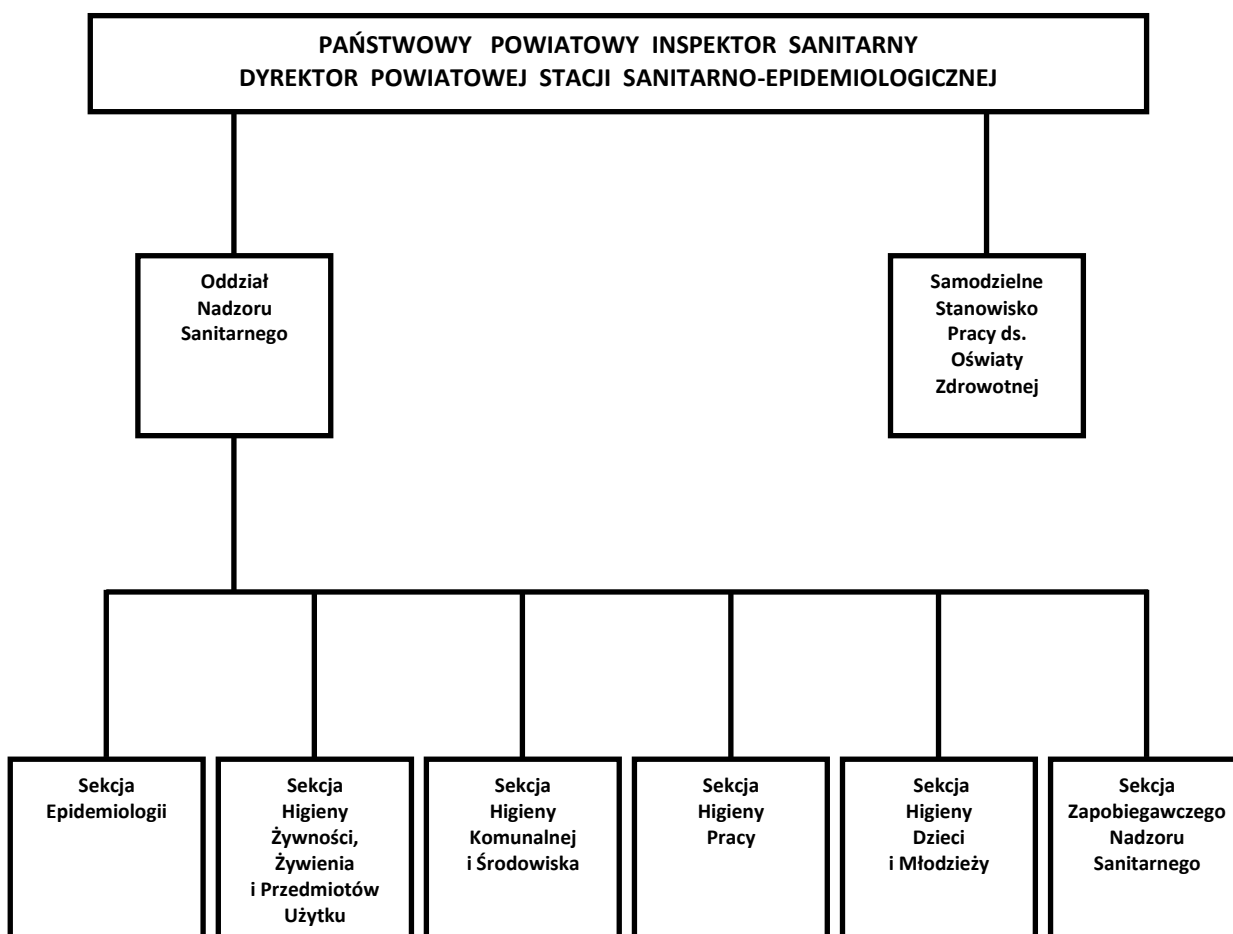 PAŃSTWOWY POWIATOWY INSPEKTOR SANITARNY
DYREKTOR POWIATOWEJ STACJI SANITARNO-EPIDEMIOLOGICZNEJ
Oddział
Nadzoru
Sanitarnego
Samodzielne
Stanowisko
Pracy ds.
Oświaty
Zdrowotnej
Sekcja
Epidemiologii
Sekcja
Higieny
Żywności,
Żywienia
i Przedmiotów
Użytku
Sekcja
Higieny
Komunalnej
i Środowiska
Sekcja
Higieny
Pracy
Sekcja
Higieny
Dzieci
i Młodzieży
Sekcja
Zapobiegawczego
Nadzoru
Sanitarnego